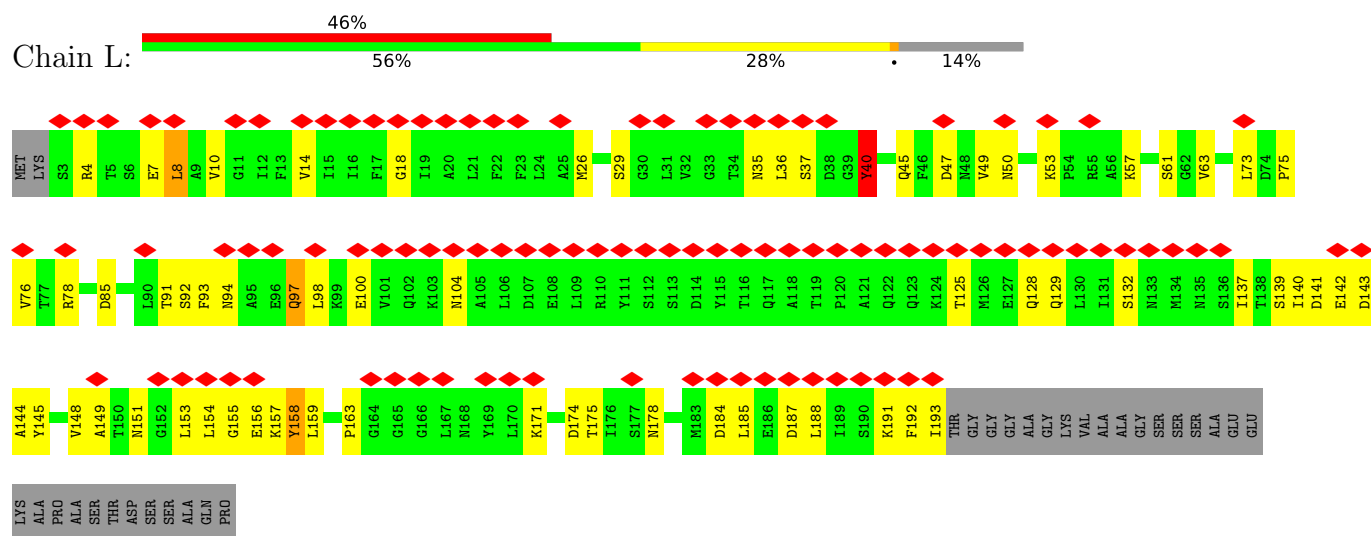 46%
Chain L:
56% 28% • 14%
MET LYS S3 R4 T5 S6 E7 L8 A9 V10 G11 I12 F13 V14 I15 I16 F17 G18 I19 A20 L21 F22 F23 L24 A25 M26 S29 G30 L31 V32 G33 T34 N35 L36 S37 D38 G39 Y40 Q45 F46 D47 N48 V49 N50 K53 P54 R55 A56 K57 S61 G62 V63 L73 D74 P75
V76 T77 R78 D85 L90 T91 S92 F93 N94 A95 E96 Q97 L98 K99 E100 V101 Q102 K103 N104 A105 L106 D107 E108 L109 R110 Y111 S112 S113 D114 Y115 T116 Q117 A118 T119 P120 A121 Q122 Q123 K124 T125 M126 E127 Q128 Q129 L130 I131 S132 N133 M134 N135 S136 I137 T138 S139 I140 D141 E142 D143
A144 Y145 V148 A149 T150 N151 G152 L153 L154 G155 E156 K157 Y158 L159 P163 G164 G165 G166 L167 N168 Y169 L170 K171 D174 T175 I176 S177 N178 M183 D184 L185 E186 D187 L188 I189 S190 K191 F192 I193 THR GLY GLY GLY ALA GLY LYS VAL ALA ALA GLY SER SER SER ALA GLU GLU
LYS ALA PRO ALA SER THR ASP SER SER ALA GLN PRO